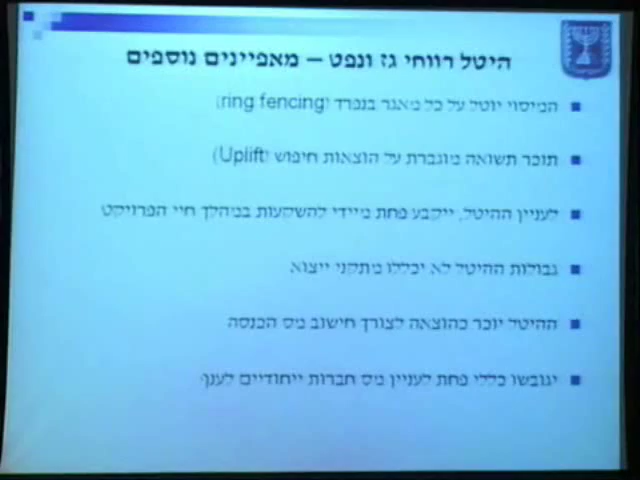 היטל רווחי גז ונפט – מאפיינים נוספים
המיסוי יוטל על כל מאגר בנפרד (ring fencing)
תוכר תשואה מוגברת על הוצאות חיפוש (Uplift)
לעניין ההיטל, ייקבע פחת מיידי להשקעות במהלך חיי הפרויקט
גבולות ההיטל לא יכללו מתקני ייצוא
ההיטל יוכר כהוצאה לצורך חישוב מס הכנסה
יגובשו כללי פחת לעניין מס חברות ייחודיים לענף